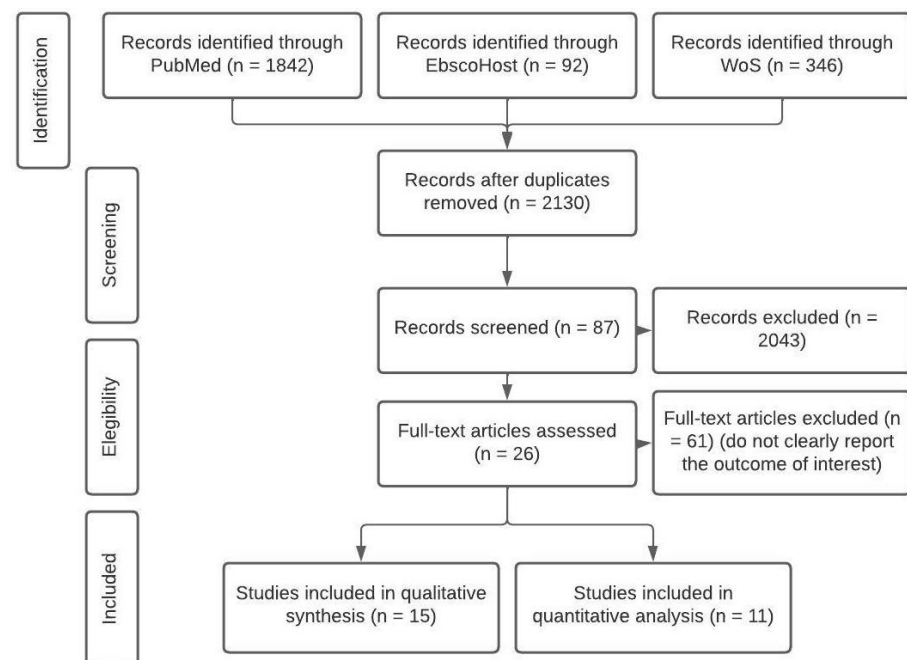 Identification
Records identified through
PubMed (n = 1842)
Records identified through
EbscoHost (n = 92)
Records identified through
WoS (n = 346)
Records after duplicates
removed (n = 2130)
Screening
Records screened (n = 87)
Records excluded (n =
2043)
Elegibility
Full-text articles assessed
(n = 26)
Full-text articles excluded (n
= 61) (do not clearly report
the outcome of interest)
Included
Studies included in qualitative
synthesis (n = 15)
Studies included in
quantitative analysis (n = 11)